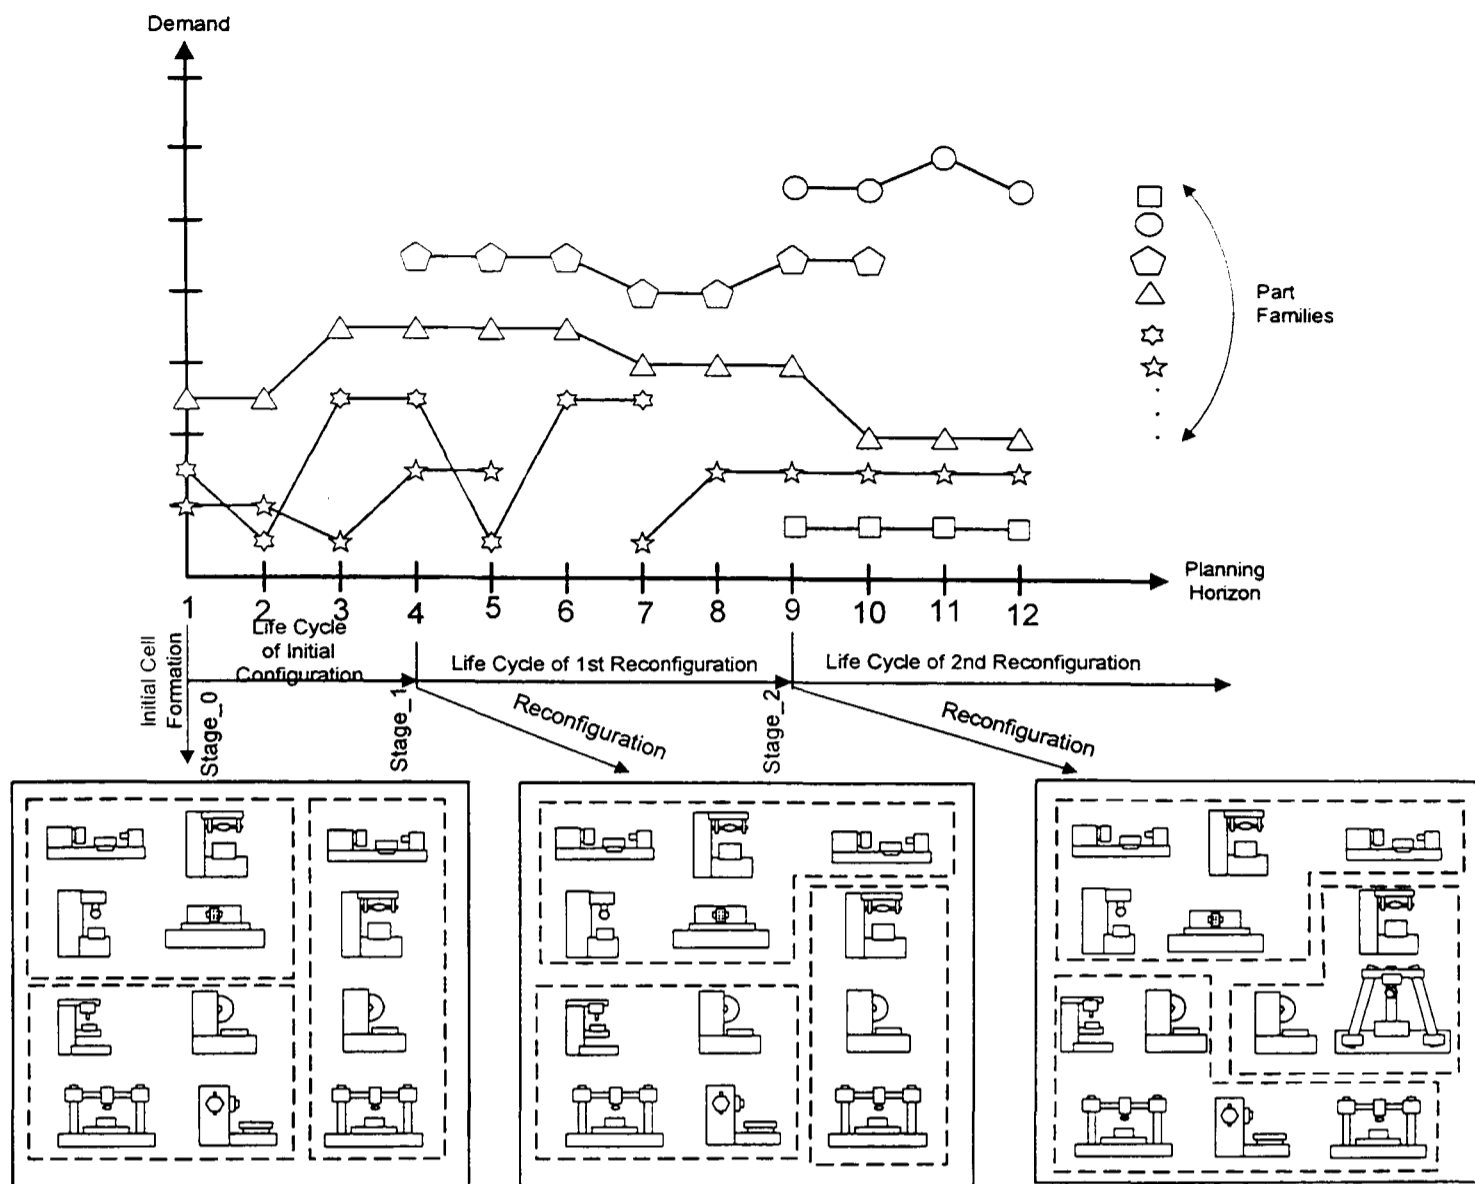 Demand
Part
Families
Planning
Horizon
1 2 3 4 5 6 7 8 9 10 11 12
Initial Cell
Formation
Life Cycle
of Initial
Configuration
Life Cycle of 1st Reconfiguration
Life Cycle of 2nd Reconfiguration
Stage_0
Stage_1
Reconfiguration
Stage_2
Reconfiguration